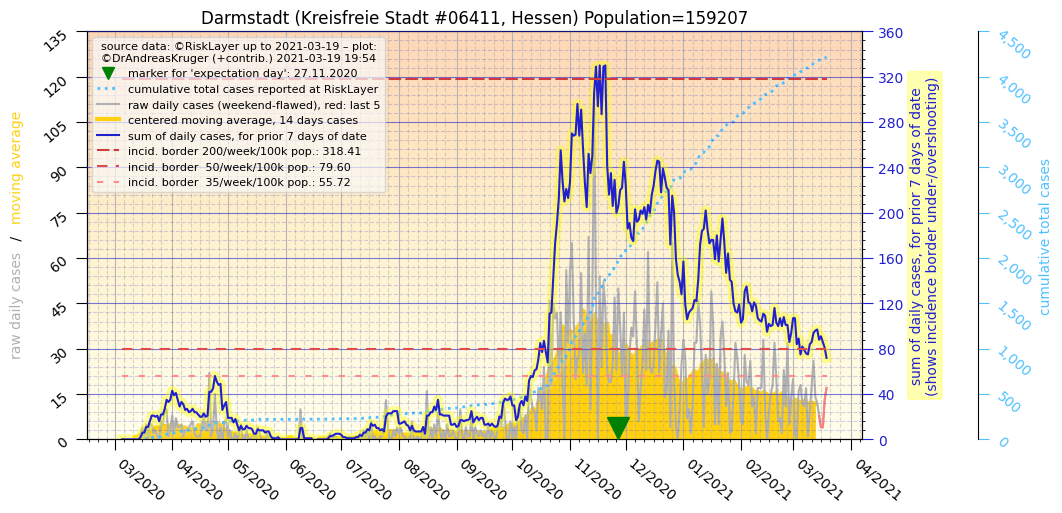 Darmstadt (Kreisfreie Stadt #06411, Hessen) Population=159207
source data: ©RiskLayer up to 2021-03-19 – plot:
©DrAndreasKruger (+contrib.) 2021-03-19 19:54
marker for 'expectation day': 27.11.2020
cumulative total cases reported at RiskLayer
raw daily cases (weekend-flawed), red: last 5
centered moving average, 14 days cases
sum of daily cases, for prior 7 days of date
incid. border 200/week/100k pop.: 318.41
incid. border  50/week/100k pop.: 79.60
incid. border  35/week/100k pop.: 55.72
raw daily cases / moving average
135
120
105
90
75
60
45
30
15
0
360
320
280
240
200
160
120
80
40
0
sum of daily cases, for prior 7 days of date
(shows incidence border under-/overshooting)
4,500
4,000
3,500
3,000
2,500
2,000
1,500
1,000
500
0
cumulative total cases
03/2020
04/2020
05/2020
06/2020
07/2020
08/2020
09/2020
10/2020
11/2020
12/2020
01/2021
02/2021
03/2021
04/2021